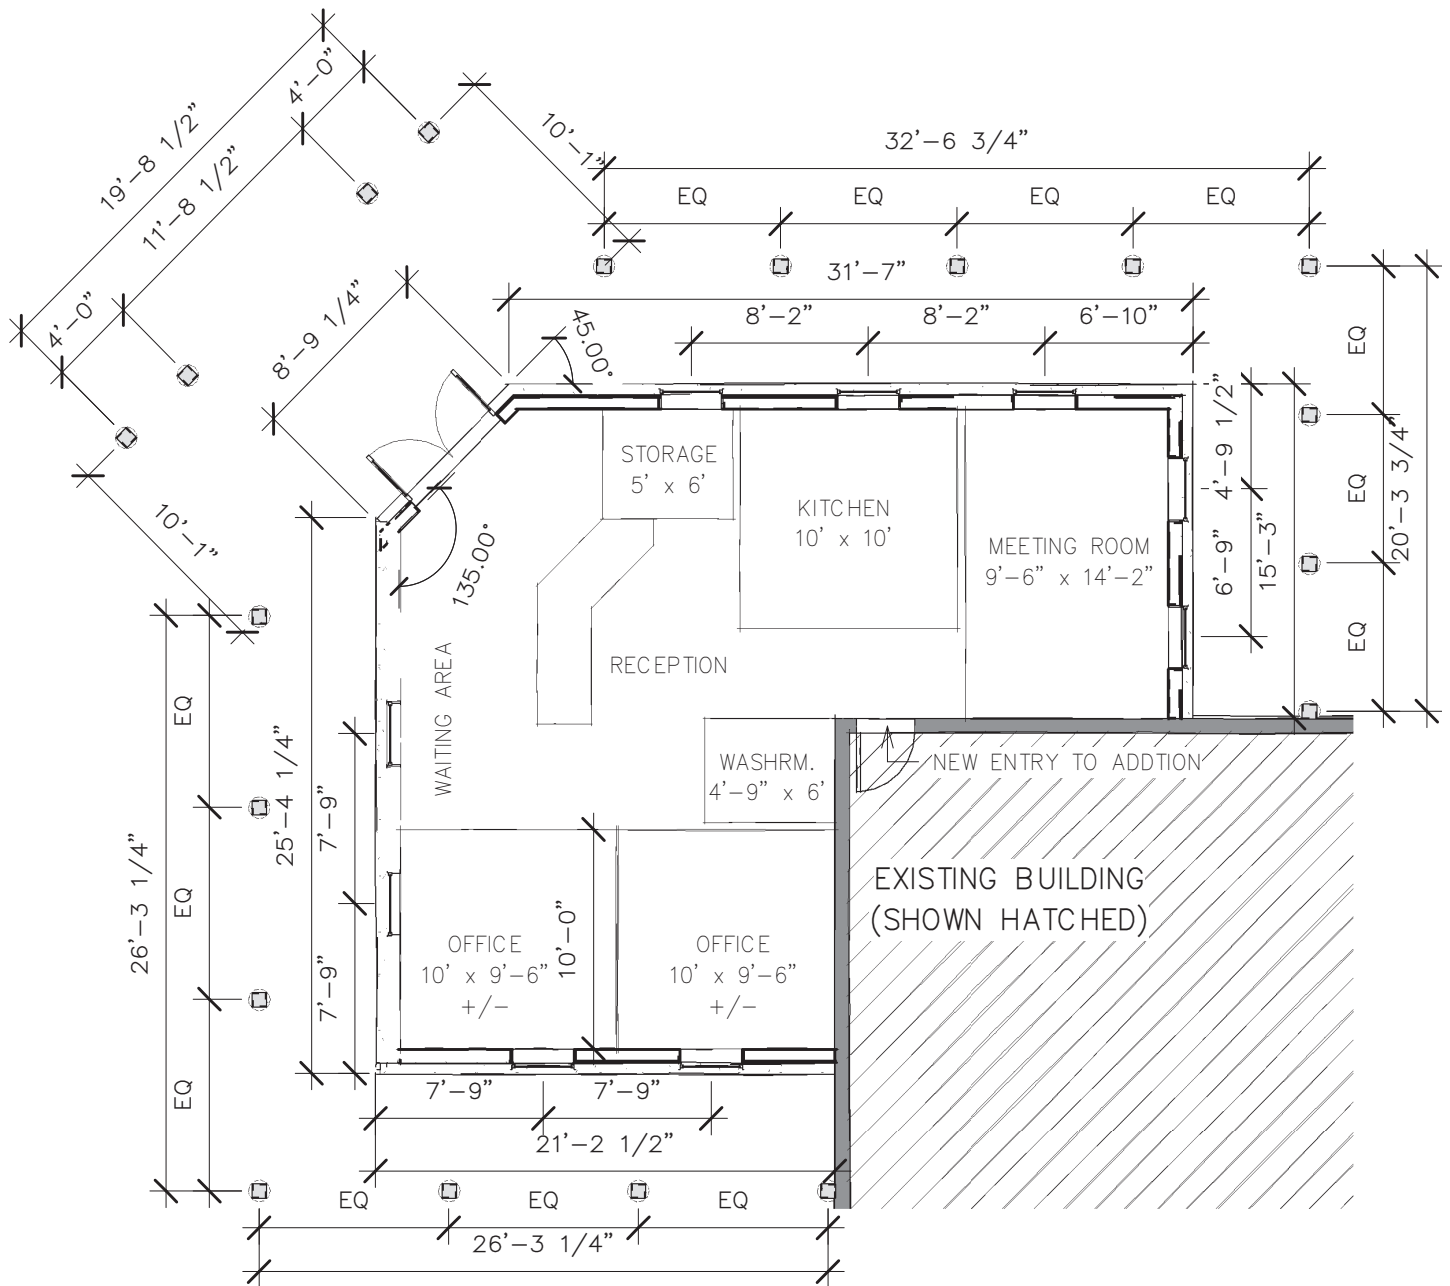 19’–8 1/2”
4’–0”
11’–8 1/2”
4’–0”
10’–1”
32’–6 3/4”
EQ
EQ
EQ
EQ
31’–7”
8’–2”
8’–2”
6’–10”
8’–9 1/4”
45.00°
EQ
EQ
EQ
20’–3 3/4”
4’–9 1/2”
6’–9”
15’–3”
STORAGE
5’ x 6’
KITCHEN
10’ x 10’
MEETING ROOM
9’–6” x 14’–2”
135.00°
10’–1”
WAITING AREA
RECEPTION
WASHRM.
4’–9” x 6’
NEW ENTRY TO ADDTION
EXISTING BUILDING
(SHOWN HATCHED)
EQ
EQ
EQ
26’–3 1/4”
25’–4 1/4”
7’–9”
7’–9”
OFFICE
10’ x 9’–6”
+/–
10’–0”
OFFICE
10’ x 9’–6”
+/–
7’–9”
7’–9”
21’–2 1/2”
EQ
EQ
EQ
26’–3 1/4”